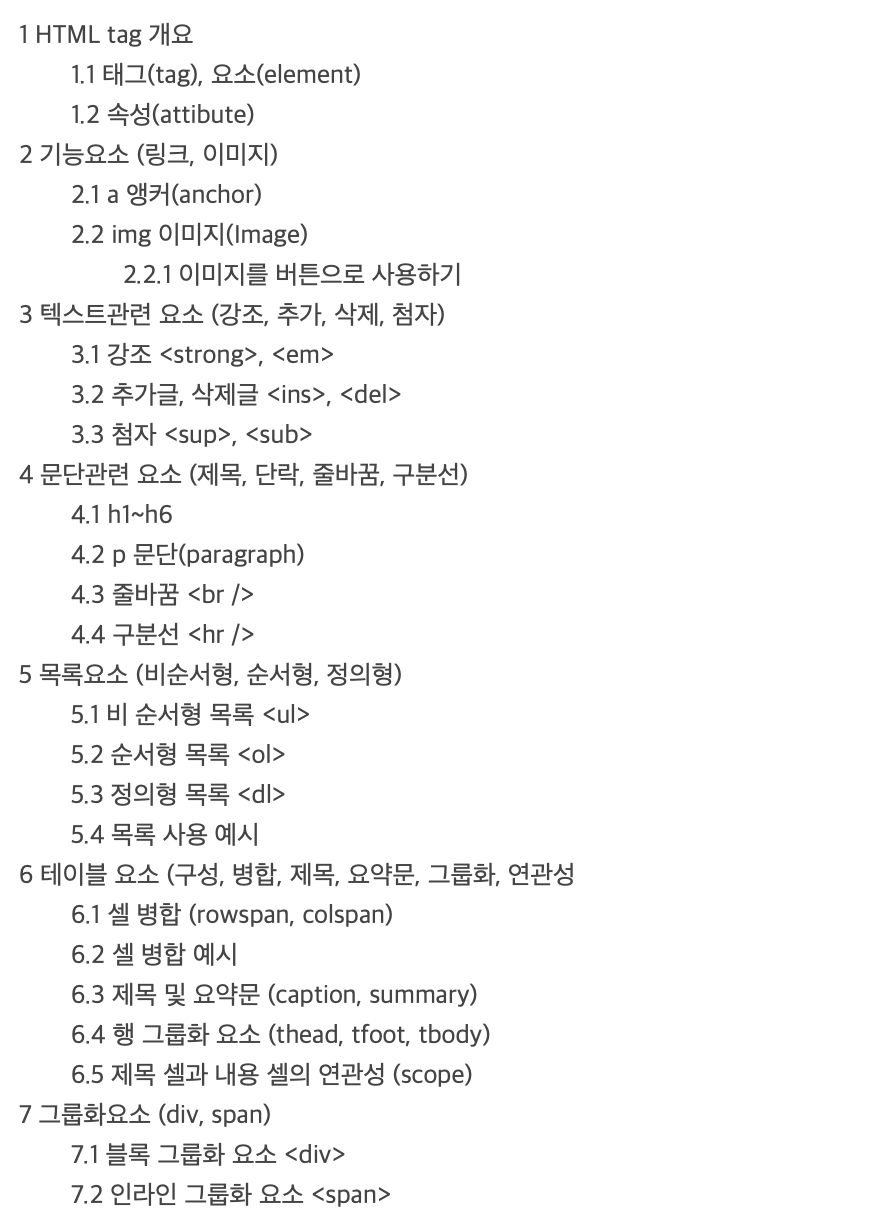 1 HTML tag 개요
1.1 태그(tag), 요소(element)
1.2 속성(attibute)
2 기능요소 (링크, 이미지)
2.1 a 앵커(anchor)
2.2 img 이미지(Image)
2.2.1 이미지를 버튼으로 사용하기
3 텍스트관련 요소 (강조, 추가, 삭제, 첨자)
3.1 강조 <strong>, <em>
3.2 추가글, 삭제글 <ins>, <del>
3.3 첨자 <sup>, <sub>
4 문단관련 요소 (제목, 단락, 줄바꿈, 구분선)
4.1 h1~h6
4.2 p 문단(paragraph)
4.3 줄바꿈 <br />
4.4 구분선 <hr />
5 목록요소 (비순서형, 순서형, 정의형)
5.1 비 순서형 목록 <ul>
5.2 순서형 목록 <ol>
5.3 정의형 목록 <dl>
5.4 목록 사용 예시
6 테이블 요소 (구성, 병합, 제목, 요약문, 그룹화, 연관성
6.1 셀 병합 (rowspan, colspan)
6.2 셀 병합 예시
6.3 제목 및 요약문 (caption, summary)
6.4 행 그룹화 요소 (thead, tfoot, tbody)
6.5 제목 셀과 내용 셀의 연관성 (scope)
7 그룹화요소 (div, span)
7.1 블록 그룹화 요소 <div>
7.2 인라인 그룹화 요소 <span>